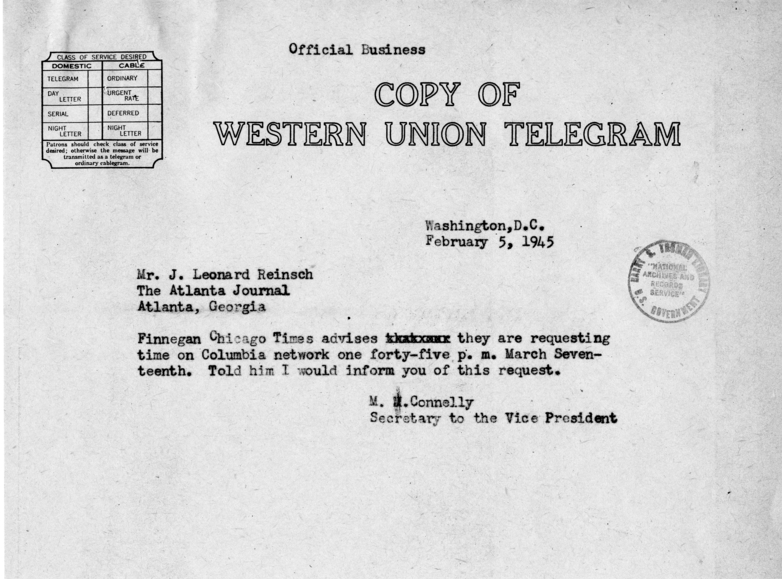 Official Business
CLASS OF SERVICE DESIRED
DOMESTIC CABLE
TELEGRAM ORDINARY
DAY LETTER URGENT RATE
SERIAL DEFERRED
NIGHT LETTER NIGHT LETTER
Patrons should check class of service
desired; otherwise the message will be
transmitted as a telegram or
ordinary cablegram.
COPY OF
WESTERN UNION TELEGRAM
Washington,D.C.
February 5, 1945
HARRY S. TRUMAN LIBRARY
"NATIONAL
ARCHIVES AND
RECORDS
SERVICE"
U.S. GOVERNMENT
Mr. J. Leonard Reinsch
The Atlanta Journal
Atlanta, Georgia
Finnegan Chicago Times advises they are requesting
time on Columbia network one forty-five p. m. March Seven-
teenth. Told him I would inform you of this request.
M. .Connelly
Secretary to the Vice President